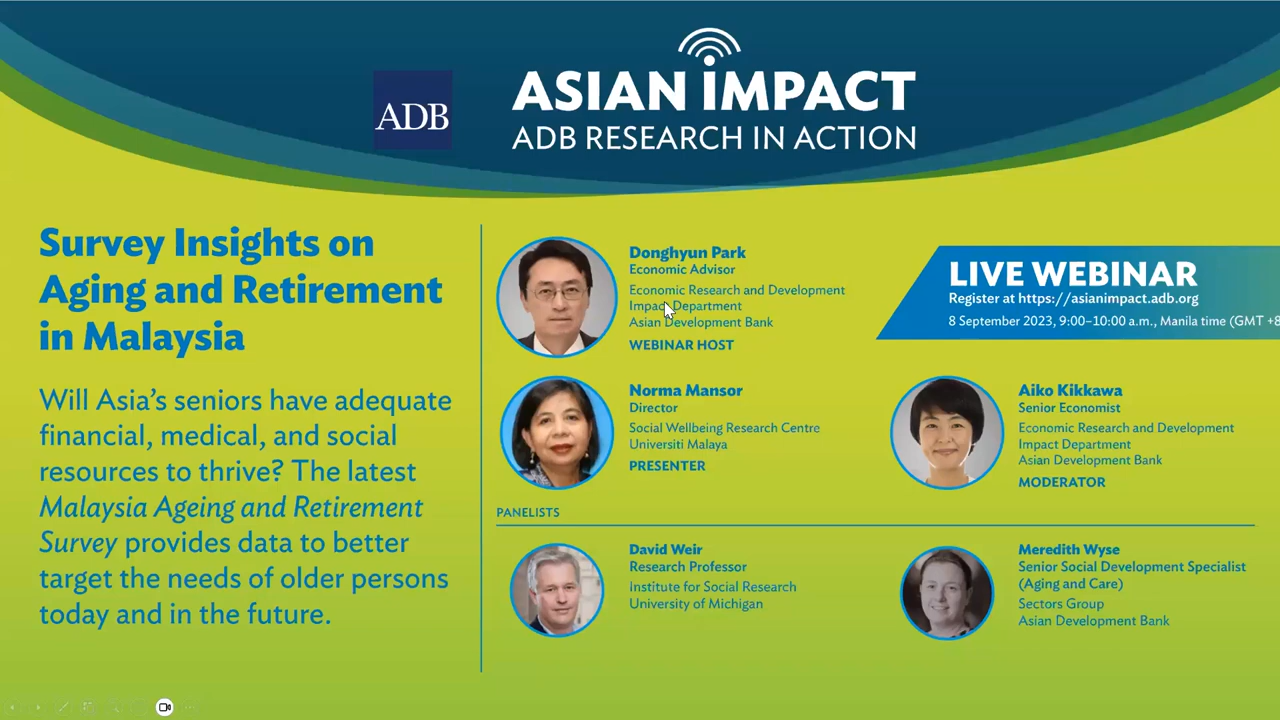 ADB
ASIAN IMPACT
ADB RESEARCH IN ACTION
Survey Insights on
Aging and Retirement
in Malaysia
Will Asia's seniors have adequate
financial, medical, and social
resources to thrive? The latest
Malaysia Ageing and Retirement
Survey provides data to better
target the needs of older persons
today and in the future.
Donghyun Park
Economic Advisor
Economic Research and Development
Impact Department
Asian Development Bank
WEBINAR HOST
LIVE WEBINAR
Register at https://asianimpact.adb.org
8 September 2023, 9:00–10:00 a.m., Manila time (GMT +8
Norma Mansor
Director
Social Wellbeing Research Centre
Universiti Malaya
PRESENTER
Aiko Kikkawa
Senior Economist
Economic Research and Development
Impact Department
Asian Development Bank
MODERATOR
PANELISTS
David Weir
Research Professor
Institute for Social Research
University of Michigan
Meredith Wyse
Senior Social Development Specialist
(Aging and Care)
Sectors Group
Asian Development Bank